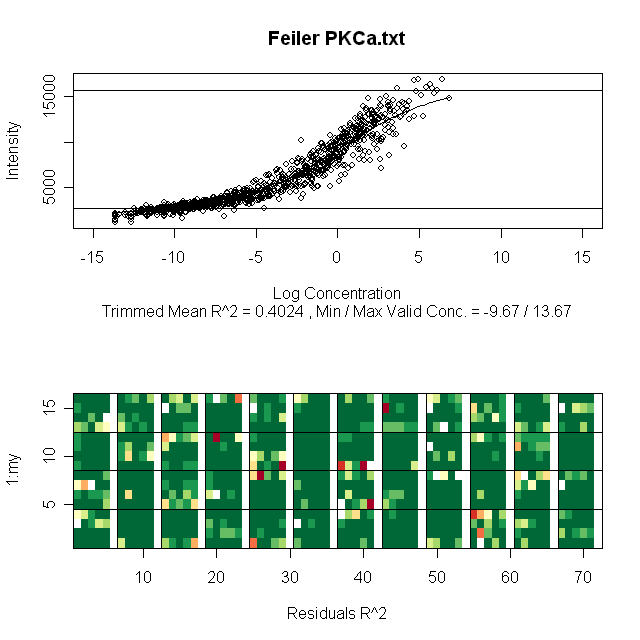 Feiler PKCa.txt
Intensity
15000
5000
-15 -10 -5 0 5 10 15
Log Concentration
Trimmed Mean R^2 = 0.4024 , Min / Max Valid Conc. = -9.67 / 13.67
1:my
15
10
5
10 20 30 40 50 60 70
Residuals R^2